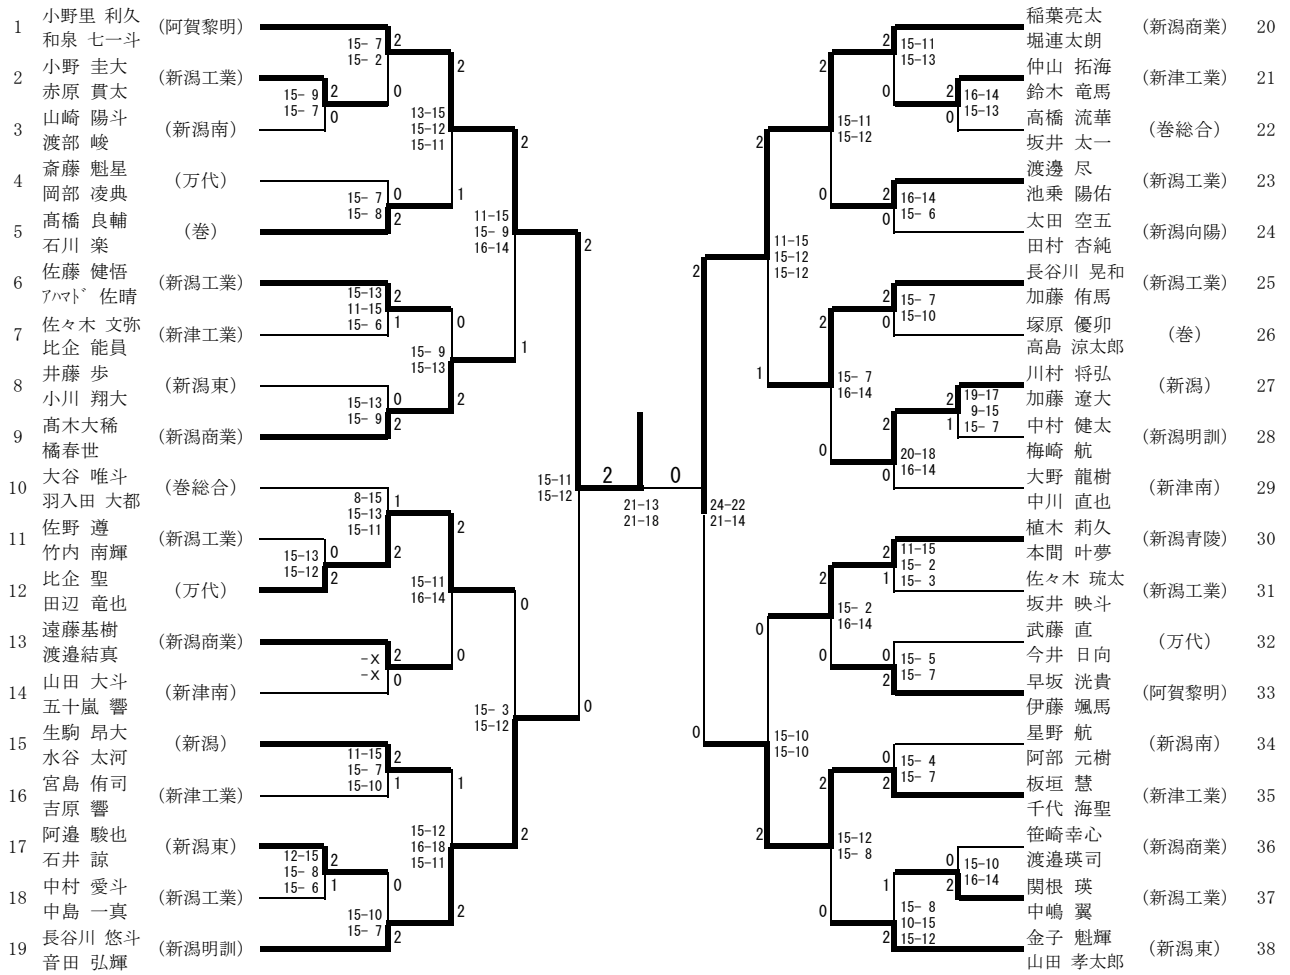 1 小野里 利久 (阿賀黎明)
和泉 七一斗
2 小野 圭大 (新潟工業)
赤原 貫太
3 山崎 陽斗 (新潟南)
渡部 峻
4 斎藤 魁星 (万代)
岡部 凌典
5 髙橋 良輔 (巻)
石川 楽
6 佐藤 健悟 (新潟工業)
ｱﾊﾏﾄﾞ 佐晴
7 佐々木 文弥 (新津工業)
比企 能員
8 井藤 歩 (新潟東)
小川 翔大
9 髙木大稀 (新潟商業)
橘春世
10 大谷 唯斗 (巻総合)
羽入田 大都
11 佐野 遵 (新潟工業)
竹内 南輝
12 比企 聖 (万代)
田辺 竜也
13 遠藤基樹 (新潟商業)
渡邉結真
14 山田 大斗 (新津南)
五十嵐 響
15 生駒 昂大 (新潟)
水谷 太河
16 宮島 侑司 (新津工業)
吉原 響
17 阿邉 駿也 (新潟東)
石井 諒
18 中村 愛斗 (新潟工業)
中島 一真
19 長谷川 悠斗 (新潟明訓)
音田 弘輝
15- 7 2
15- 2
0
15- 9 2
15- 7
0
2
13-15
15-12
15-11
1
15- 7 0
15- 8 2
2
11-15
15- 9
16-14
1
15-13 2
11-15
15- 6 1
0
15- 9
15-13
2
15-13 0
15- 9 2
2
15-11
15-12
0
8-15 1
15-13
15-11
2
15-13 0
15-12 2
2
15-11
16-14
0
-X 2
-X 0
0
15- 3
15-12
2
11-15 2
15- 7
15-10 1
1
15-12
16-18
15-11
2
12-15 2
15- 8
15- 6 1
0
15-10
15- 7 2
2 0
21-13
21-18
稲葉亮太 (新潟商業) 20
堀連太朗
仲山 拓海 (新津工業) 21
鈴木 竜馬
高橋 流華 (巻総合) 22
坂井 太一
渡邊 尽 (新潟工業) 23
池乗 陽佑
太田 空五 (新潟向陽) 24
田村 杏純
長谷川 晃和 (新潟工業) 25
加藤 侑馬
塚原 優卯 (巻) 26
高島 涼太郎
川村 将弘 (新潟) 27
加藤 遼大
中村 健太 (新潟明訓) 28
梅崎 航
大野 龍樹 (新津南) 29
中川 直也
植木 莉久 (新潟青陵) 30
本間 叶夢
佐々木 琉太 (新潟工業) 31
坂井 映斗
武藤 直 (万代) 32
今井 日向
早坂 洸貴 (阿賀黎明) 33
伊藤 颯馬
星野 航 (新潟南) 34
阿部 元樹
板垣 慧 (新津工業) 35
千代 海聖
笹崎幸心 (新潟商業) 36
渡邉瑛司
関根 瑛 (新潟工業) 37
中嶋 翼
金子 魁輝 (新潟東) 38
山田 孝太郎
2 15-11
15-13
0
2 16-14
0 15-13
2
15-11
15-12
0
2 16-14
0 15- 6
2
11-15
15-12
15-12
1
2 15- 7
0 15-10
2
15- 7
16-14
0
2 19-17
9-15
1 15- 7
2
20-18
16-14
0
2
24-22
21-14
0
2 11-15
15- 2
1 15- 3
2
15- 2
16-14
0
0 15- 5
2 15- 7
0
15-10
15-10
2
0 15- 4
2 15- 7
2
15-12
15- 8
0
0 15-10
2 16-14
1
15- 8
10-15
2 15-12